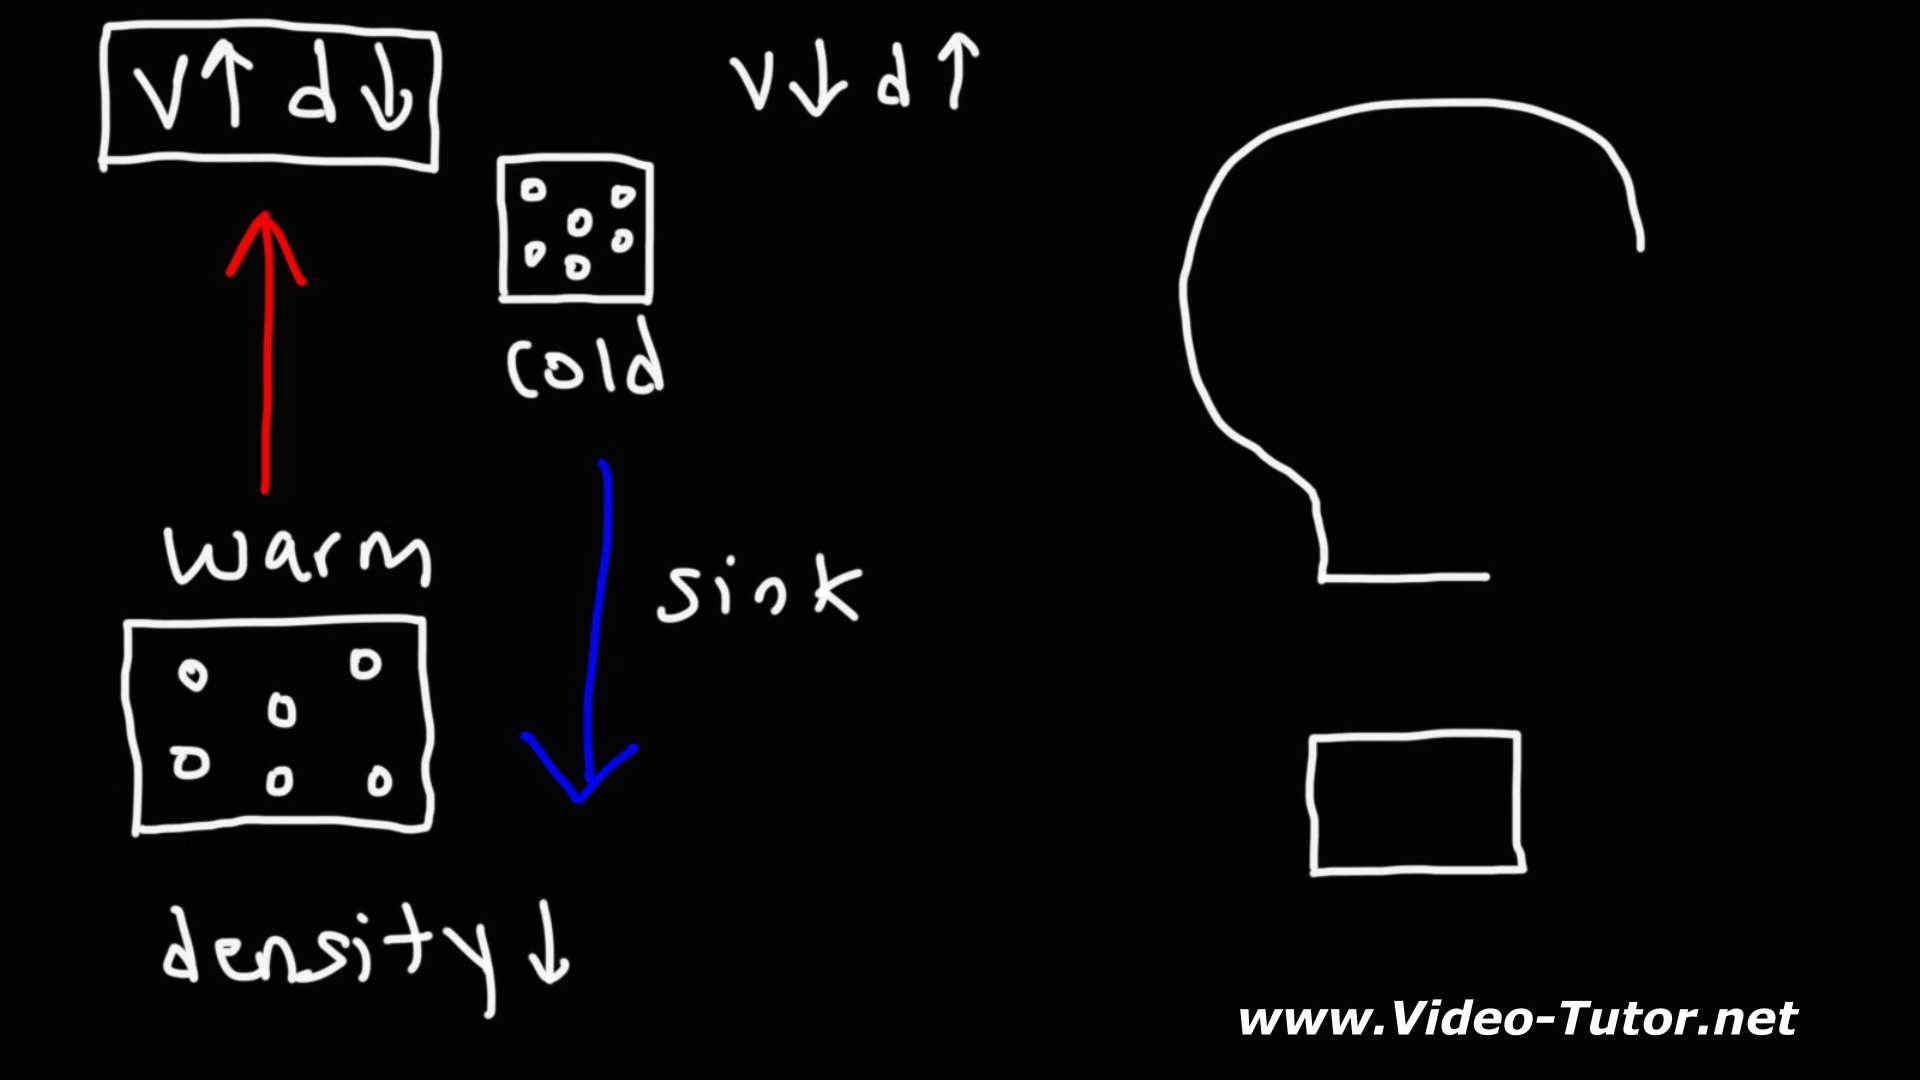 V↑ d↓
V↓ d↑
cold
warm
sink
density ↓
www.Video-Tutor.net